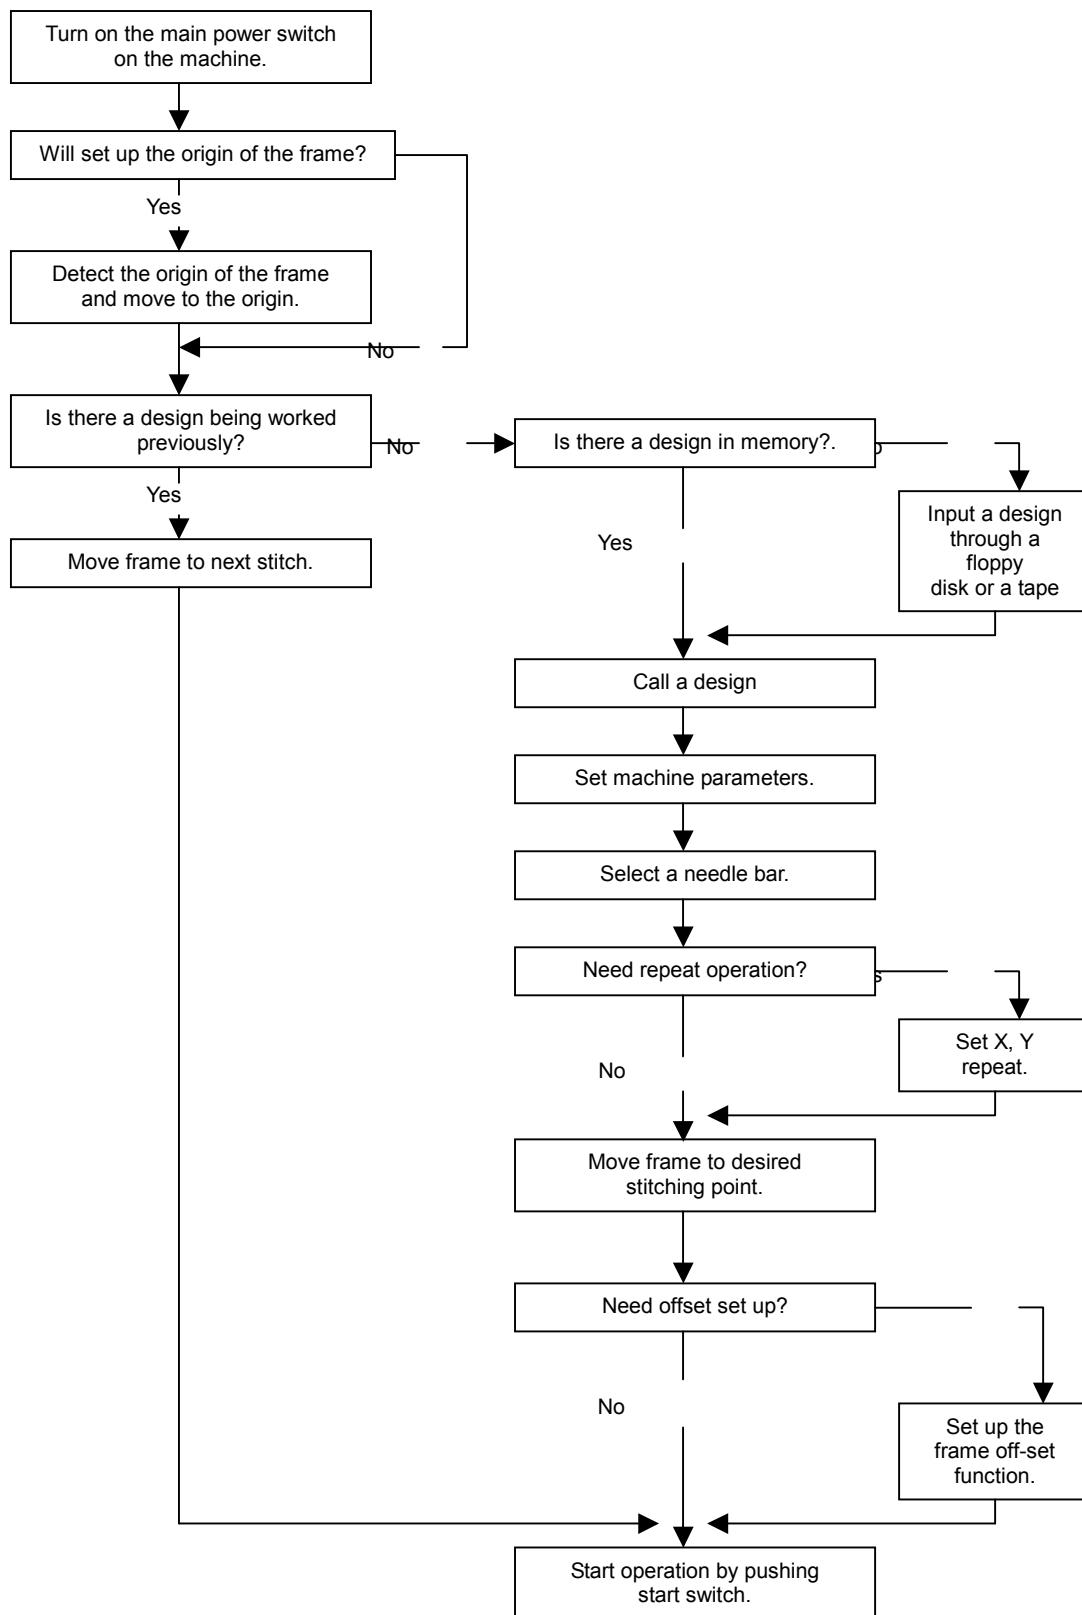 Turn on the main power switch
on the machine.
Will set up the origin of the frame?
Yes
Detect the origin of the frame
and move to the origin.
No
Is there a design being worked
previously?
No
Is there a design in memory?.
Yes
Yes
Input a design
through a
floppy
disk or a tape
Move frame to next stitch.
Call a design
Set machine parameters.
Select a needle bar.
Need repeat operation?
No
Set X, Y
repeat.
Move frame to desired
stitching point.
Need offset set up?
No
Set up the
frame off-set
function.
Start operation by pushing
start switch.